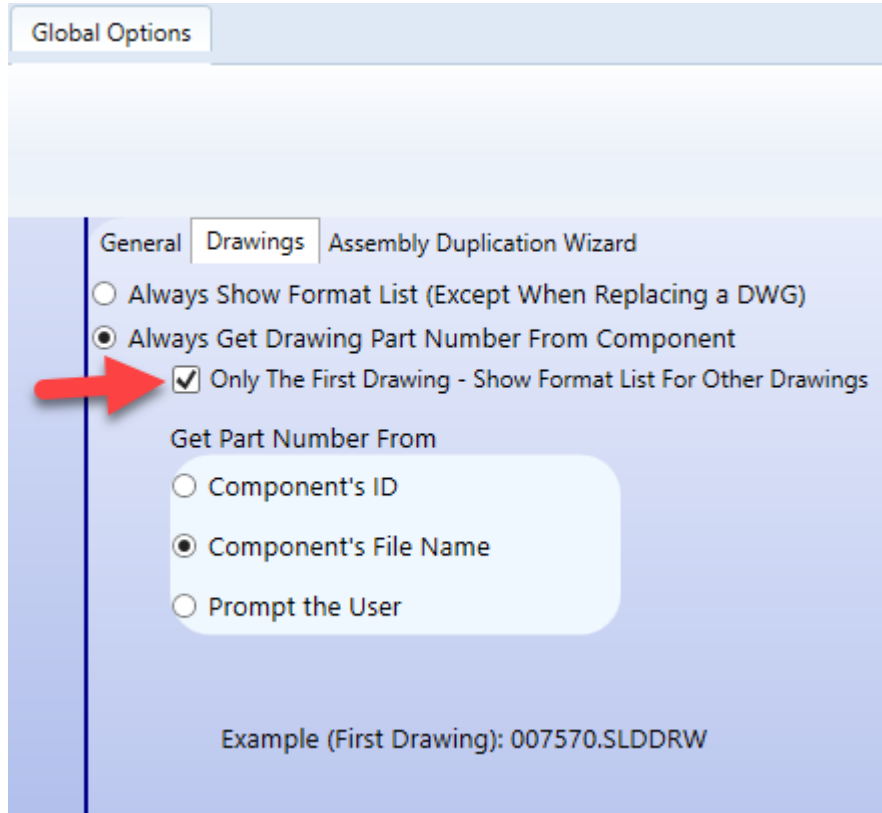 Global Options
General Drawings Assembly Duplication Wizard
Always Show Format List (Except When Replacing a DWG)
Always Get Drawing Part Number From Component
Only The First Drawing - Show Format List For Other Drawings
Get Part Number From
Component's ID
Component's File Name
Prompt the User
Example (First Drawing): 007570.SLDDRW